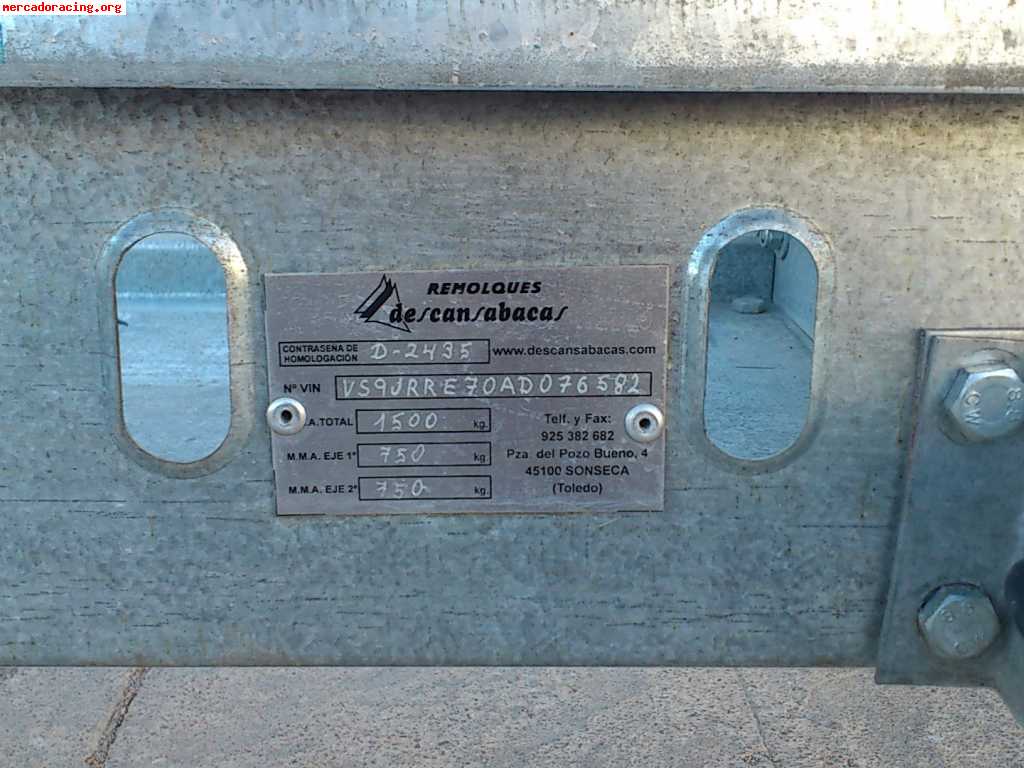 mercadoracing.org
REMOLQUES
descansabacas
CONTRASEÑA DE HOMOLOGACIÓN D-2435 www.descansabacas.com
Nº VIN VS9JRRE70AD076582
.A.TOTAL 1500 kg.
M.M.A. EJE 1º 750 kg
M.M.A. EJE 2º 750 kg.
Telf. y Fax:
925 382 682
Pza. del Pozo Bueno, 4
45100 SONSECA
(Toledo)